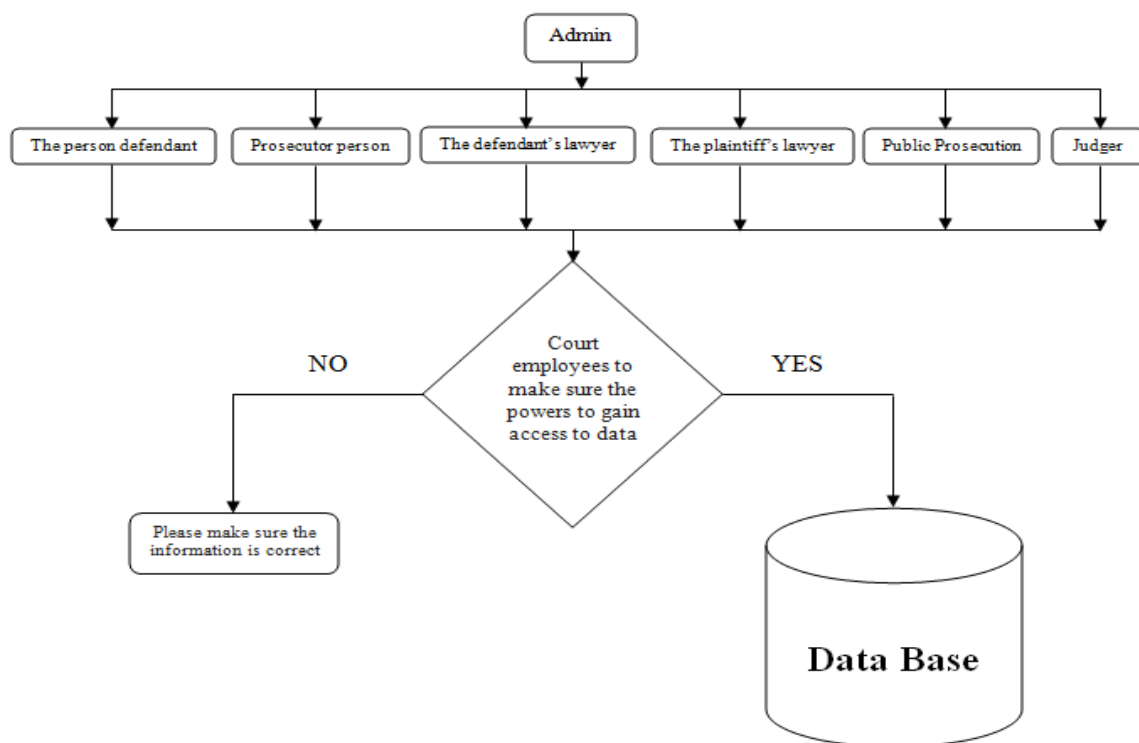 Admin
The person defendant
Prosecutor person
The defendant's lawyer
The plaintiff's lawyer
Public Prosecution
Judger
Court
employees to
make sure the
powers to gain
access to data
NO
YES
Please make sure the
information is correct
Data Base